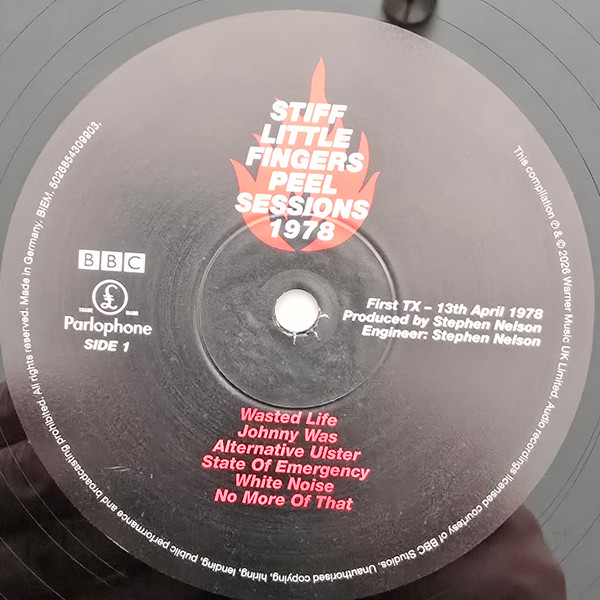 STIFF
LITTLE
FINGERS
PEEL
SESSIONS
1978
BBC
£
TRADE MARK
Parlophone
SIDE 1
First TX – 13th April 1978
Produced by Stephen Nelson
Engineer: Stephen Nelson
Wasted Life
Johnny Was
Alternative Ulster
State Of Emergency
White Noise
No More Of That
This compilation ℗ & © 2026 Warner Music UK Limited. Audio recordings licensed courtesy of BBC Studios. Unauthorised copying, hiring, lending, public performance and broadcasting prohibited. All rights reserved. Made in Germany. BIEM. 5026854309903.